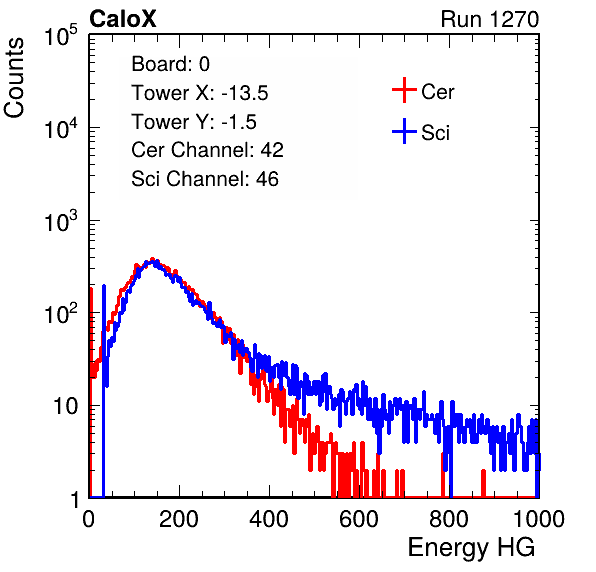 CaloX Run 1270
Counts
10^5
10^4
10^3
10^2
10
1
Board: 0
Tower X: -13.5
Tower Y: -1.5
Cer Channel: 42
Sci Channel: 46
Cer
Sci
0 200 400 600 800 1000
Energy HG